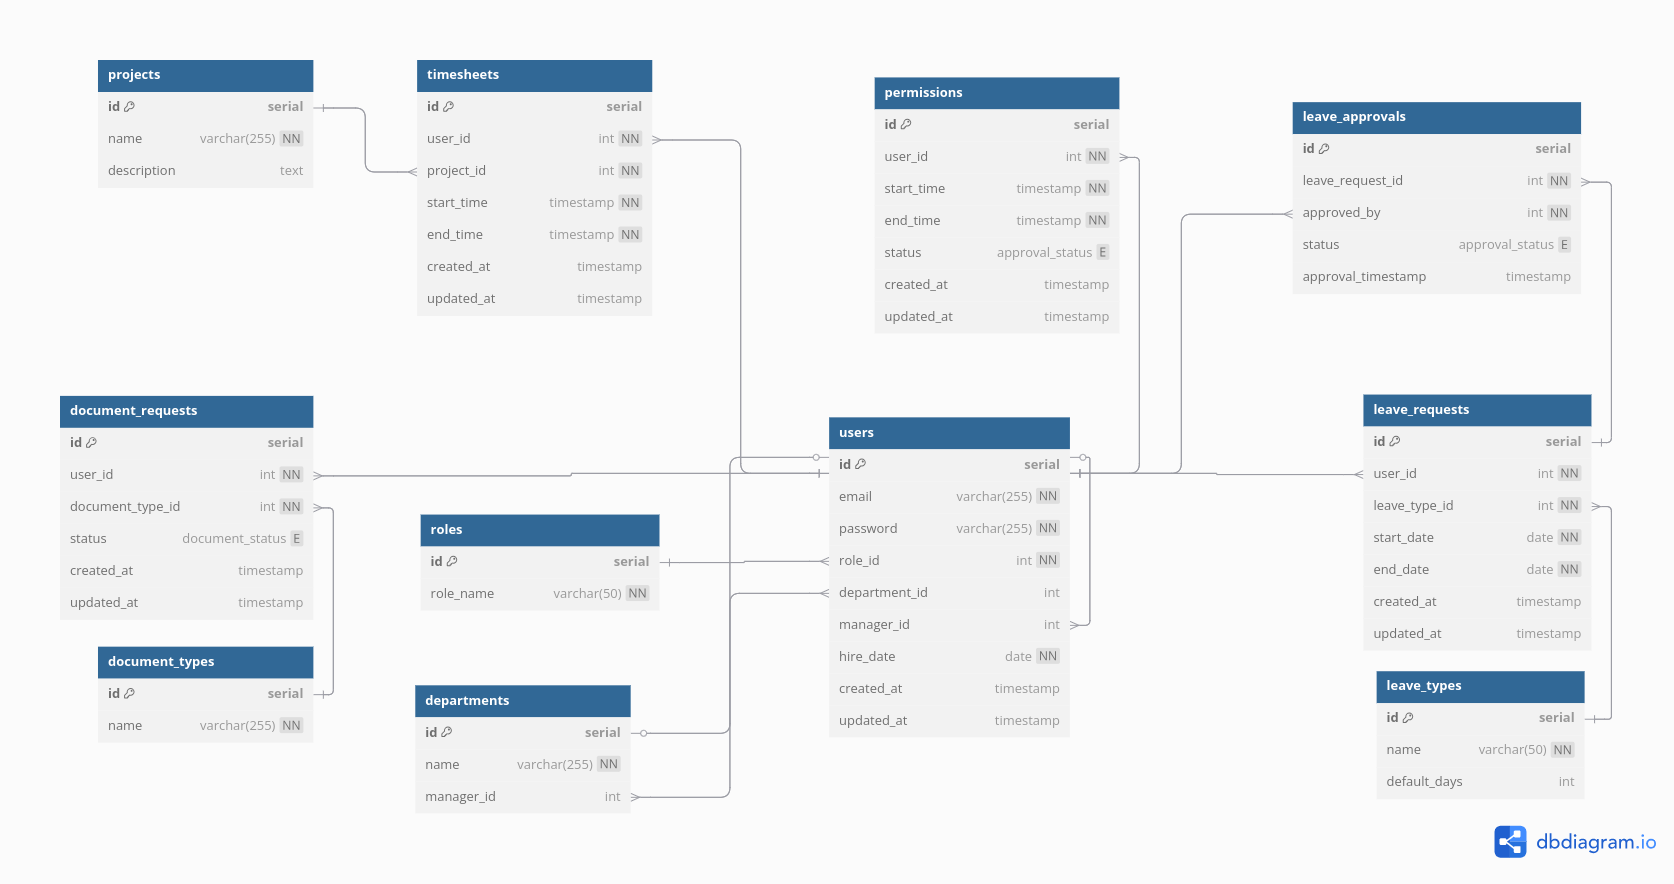 projects
id serial
name varchar(255) NN
description text
timesheets
id serial
user_id int NN
project_id int NN
start_time timestamp NN
end_time timestamp NN
created_at timestamp
updated_at timestamp
permissions
id serial
user_id int NN
start_time timestamp NN
end_time timestamp NN
status approval_status E
created_at timestamp
updated_at timestamp
leave_approvals
id serial
leave_request_id int NN
approved_by int NN
status approval_status E
approval_timestamp timestamp
document_requests
id serial
user_id int NN
document_type_id int NN
status document_status E
created_at timestamp
updated_at timestamp
document_types
id serial
name varchar(255) NN
roles
id serial
role_name varchar(50) NN
departments
id serial
name varchar(255) NN
manager_id int
users
id serial
email varchar(255) NN
password varchar(255) NN
role_id int NN
department_id int
manager_id int
hire_date date NN
created_at timestamp
updated_at timestamp
leave_requests
id serial
user_id int NN
leave_type_id int NN
start_date date NN
end_date date NN
created_at timestamp
updated_at timestamp
leave_types
id serial
name varchar(50) NN
default_days int
dbdiagram.io